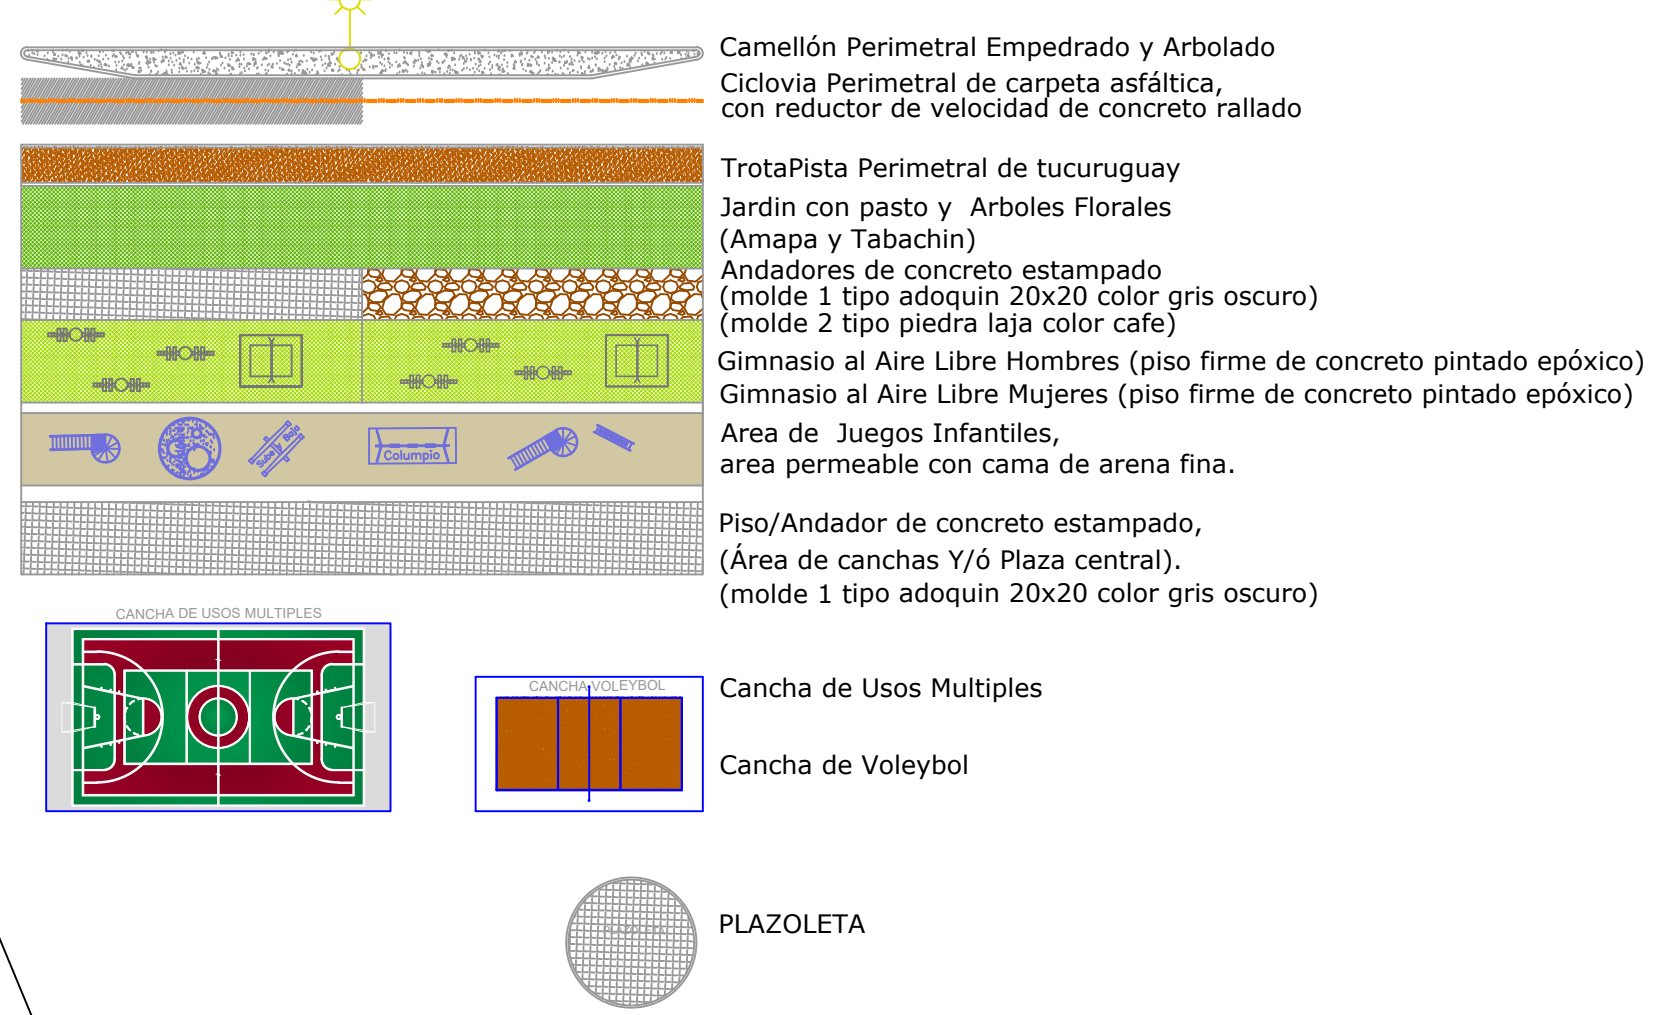 Camellón Perimetral Empedrado y Arbolado
Ciclovia Perimetral de carpeta asfáltica,
con reductor de velocidad de concreto rallado
TrotaPista Perimetral de tucuruguay
Jardin con pasto y Arboles Florales
(Amapa y Tabachin)
Andadores de concreto estampado
(molde 1 tipo adoquin 20x20 color gris oscuro)
(molde 2 tipo piedra laja color cafe)
Gimnasio al Aire Libre Hombres (piso firme de concreto pintado epóxico)
Gimnasio al Aire Libre Mujeres (piso firme de concreto pintado epóxico)
Sube y Baja
Columpio
Area de Juegos Infantiles,
area permeable con cama de arena fina.
Piso/Andador de concreto estampado,
(Área de canchas Y/ó Plaza central).
(molde 1 tipo adoquin 20x20 color gris oscuro)
CANCHA DE USOS MULTIPLES
CANCHA VOLEYBOL
Cancha de Usos Multiples
Cancha de Voleybol
PLAZOLETA
PLAZOLETA